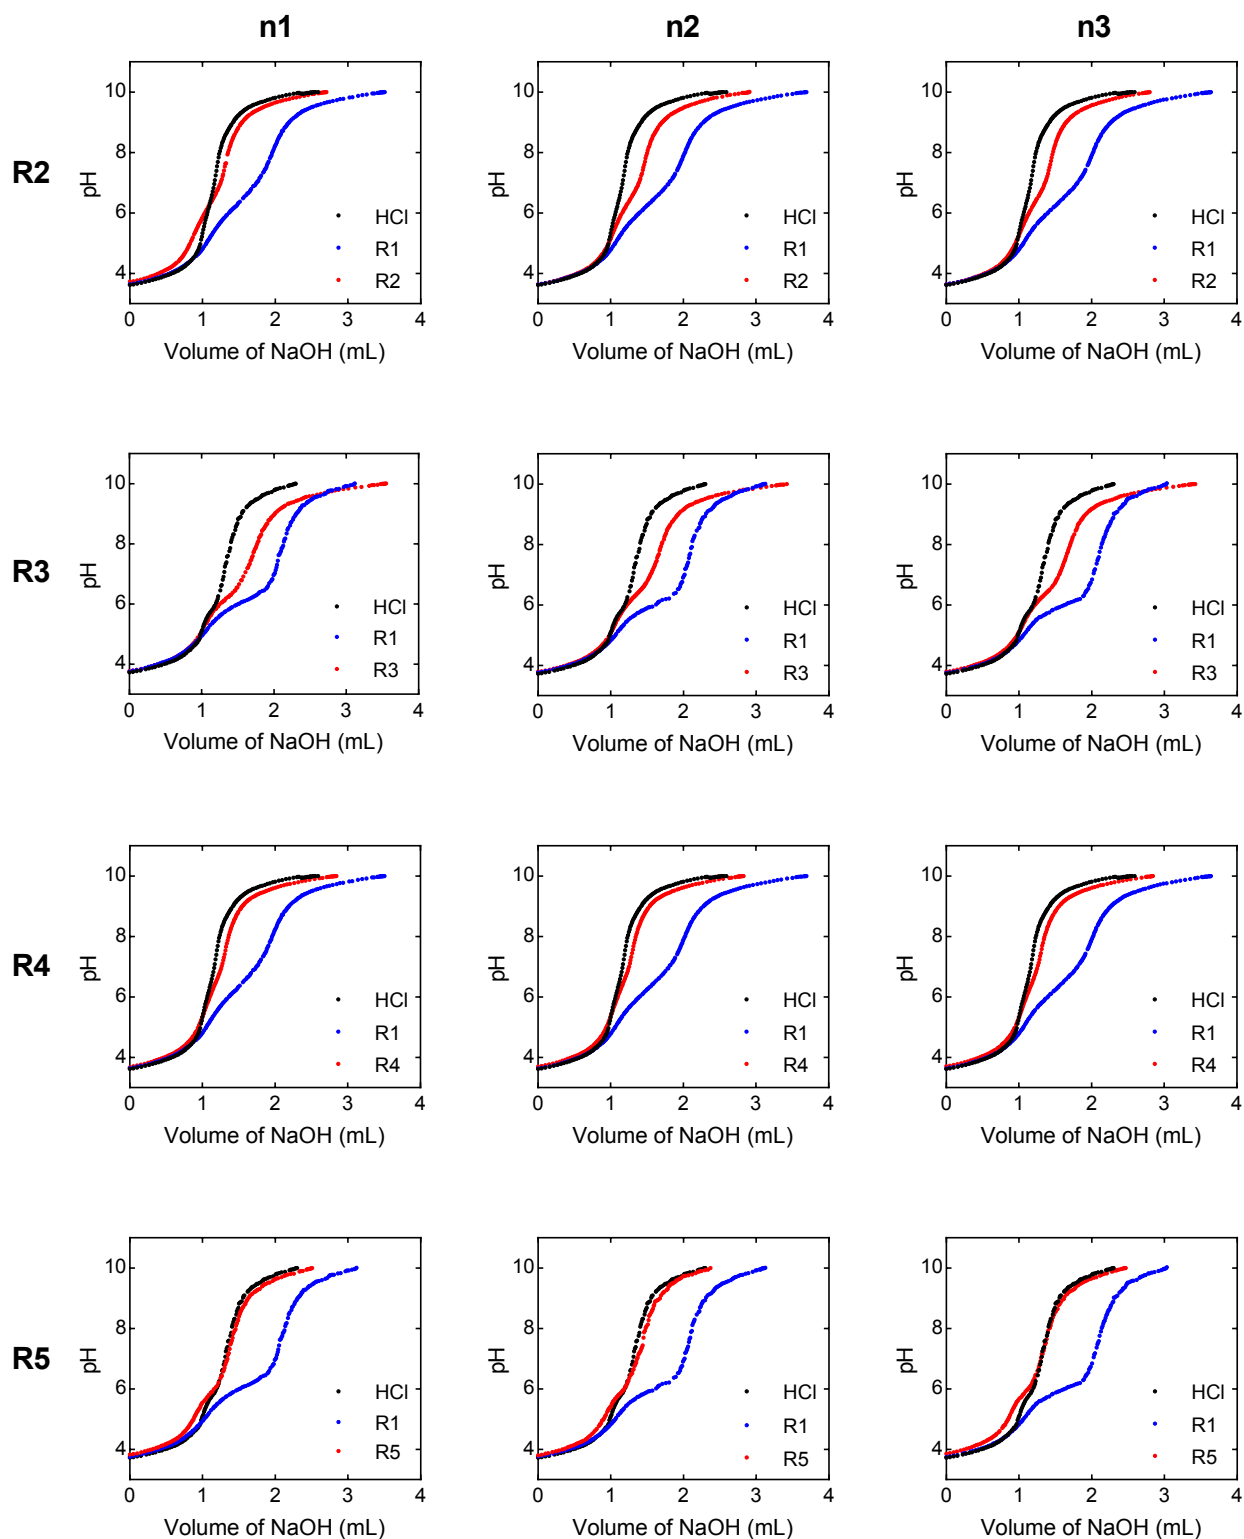 n1 n2 n3
R2
pH 10 8 6 4 HCl R1 R2 0 1 2 3 4 Volume of NaOH (mL)
pH 10 8 6 4 HCl R1 R2 0 1 2 3 4 Volume of NaOH (mL)
pH 10 8 6 4 HCl R1 R2 0 1 2 3 4 Volume of NaOH (mL)
R3
pH 10 8 6 4 HCl R1 R3 0 1 2 3 4 Volume of NaOH (mL)
pH 10 8 6 4 HCl R1 R3 0 1 2 3 4 Volume of NaOH (mL)
pH 10 8 6 4 HCl R1 R3 0 1 2 3 4 Volume of NaOH (mL)
R4
pH 10 8 6 4 HCl R1 R4 0 1 2 3 4 Volume of NaOH (mL)
pH 10 8 6 4 HCl R1 R4 0 1 2 3 4 Volume of NaOH (mL)
pH 10 8 6 4 HCl R1 R4 0 1 2 3 4 Volume of NaOH (mL)
R5
pH 10 8 6 4 HCl R1 R5 0 1 2 3 4 Volume of NaOH (mL)
pH 10 8 6 4 HCl R1 R5 0 1 2 3 4 Volume of NaOH (mL)
pH 10 8 6 4 HCl R1 R5 0 1 2 3 4 Volume of NaOH (mL)